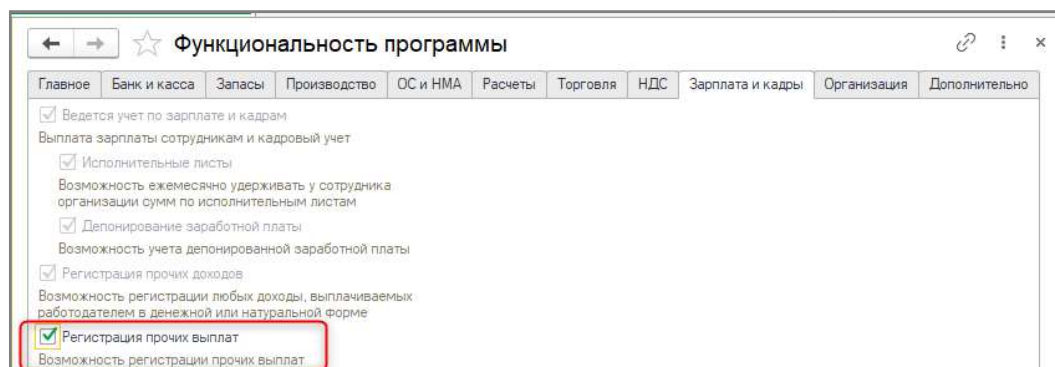 Функциональность программы
Главное Банк и касса Запасы Производство ОС и НМА Расчеты Торговля НДС Зарплата и кадры Организация Дополнительно
Ведется учет по зарплате и кадрам
Выплата зарплаты сотрудникам и кадровый учет
Исполнительные листы
Возможность ежемесячно удерживать у сотрудника
организации сумм по исполнительным листам
Депонирование заработной платы
Возможность учета депонированной заработной платы
Регистрация прочих доходов
Возможность регистрации любых доходы, выплачиваемых
работодателем в денежной или натуральной форме
Регистрация прочих выплат
Возможность регистрации прочих выплат